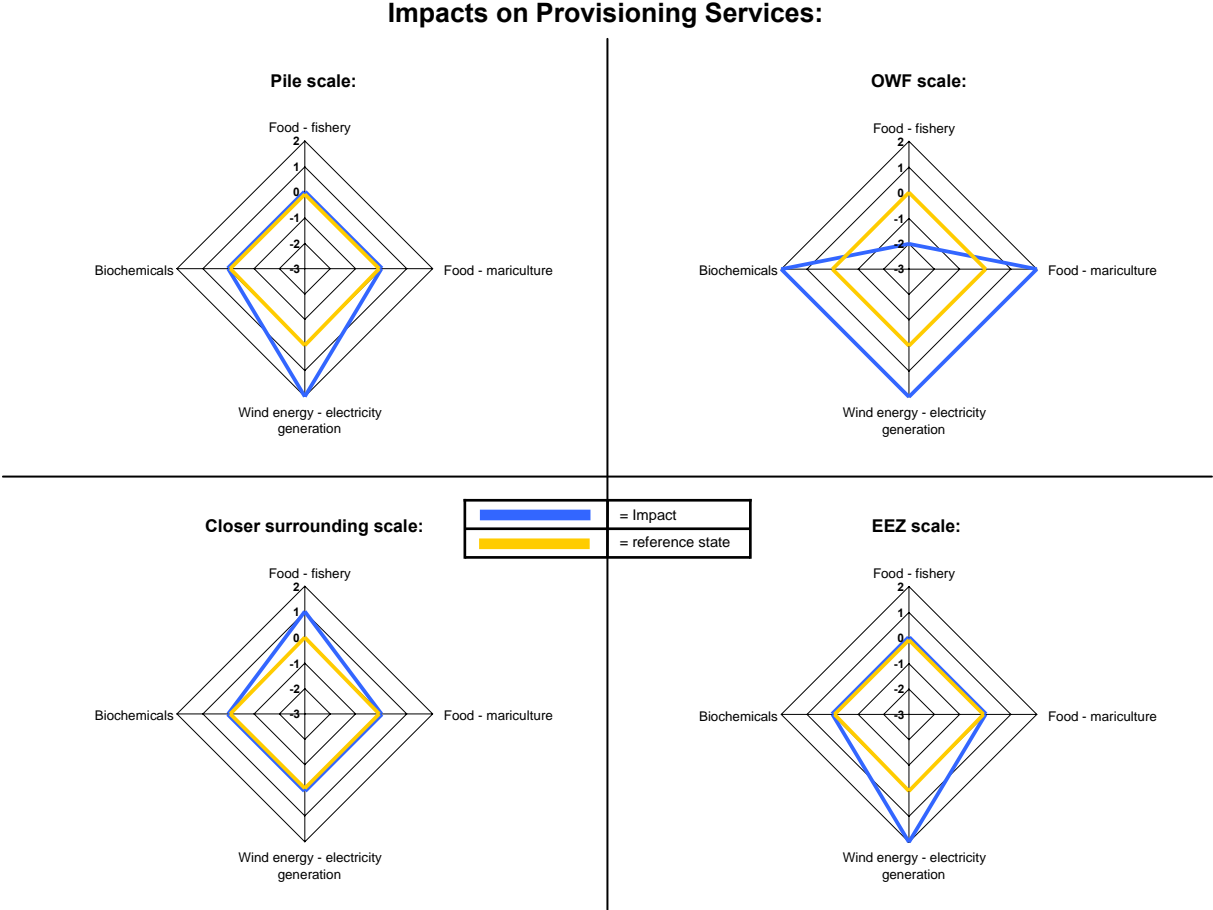 Impacts on Provisioning Services:
Pile scale:
Food - fishery
2
1
0
-1
-2
-3
Biochemicals
Food - mariculture
Wind energy - electricity
generation
OWF scale:
Food - fishery
2
1
0
-1
-2
-3
Biochemicals
Food - mariculture
Wind energy - electricity
generation
= Impact
= reference state
Closer surrounding scale:
Food - fishery
2
1
0
-1
-2
-3
Biochemicals
Food - mariculture
Wind energy - electricity
generation
EEZ scale:
Food - fishery
2
1
0
-1
-2
-3
Biochemicals
Food - mariculture
Wind energy - electricity
generation